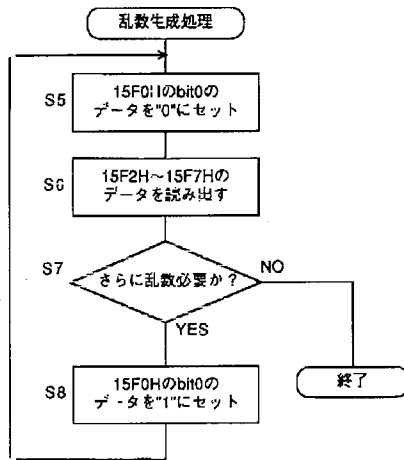 乱数生成処理
S5
15F0Hのbit0の
データを"0"にセット
S6
15F2H~15F7Hの
データを読み出す
S7
さらに乱数必要か?
NO
YES
S8
15F0Hのbit0の
データを"1"にセット
終了